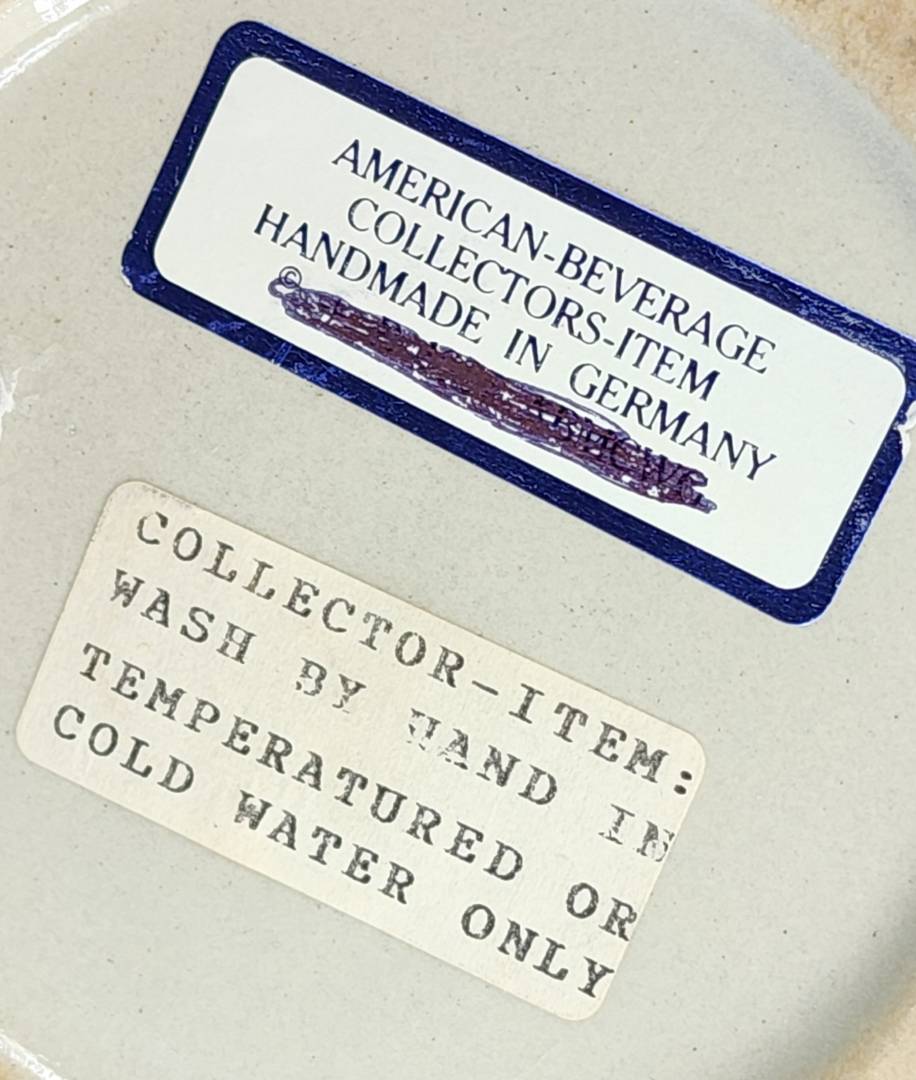 AMERICAN-BEVERAGE
COLLECTORS-ITEM
HANDMADE IN GERMANY
©
COLLECTOR-ITEM:
WASH BY HAND IN
TEMPERATURED OR
COLD WATER ONLY